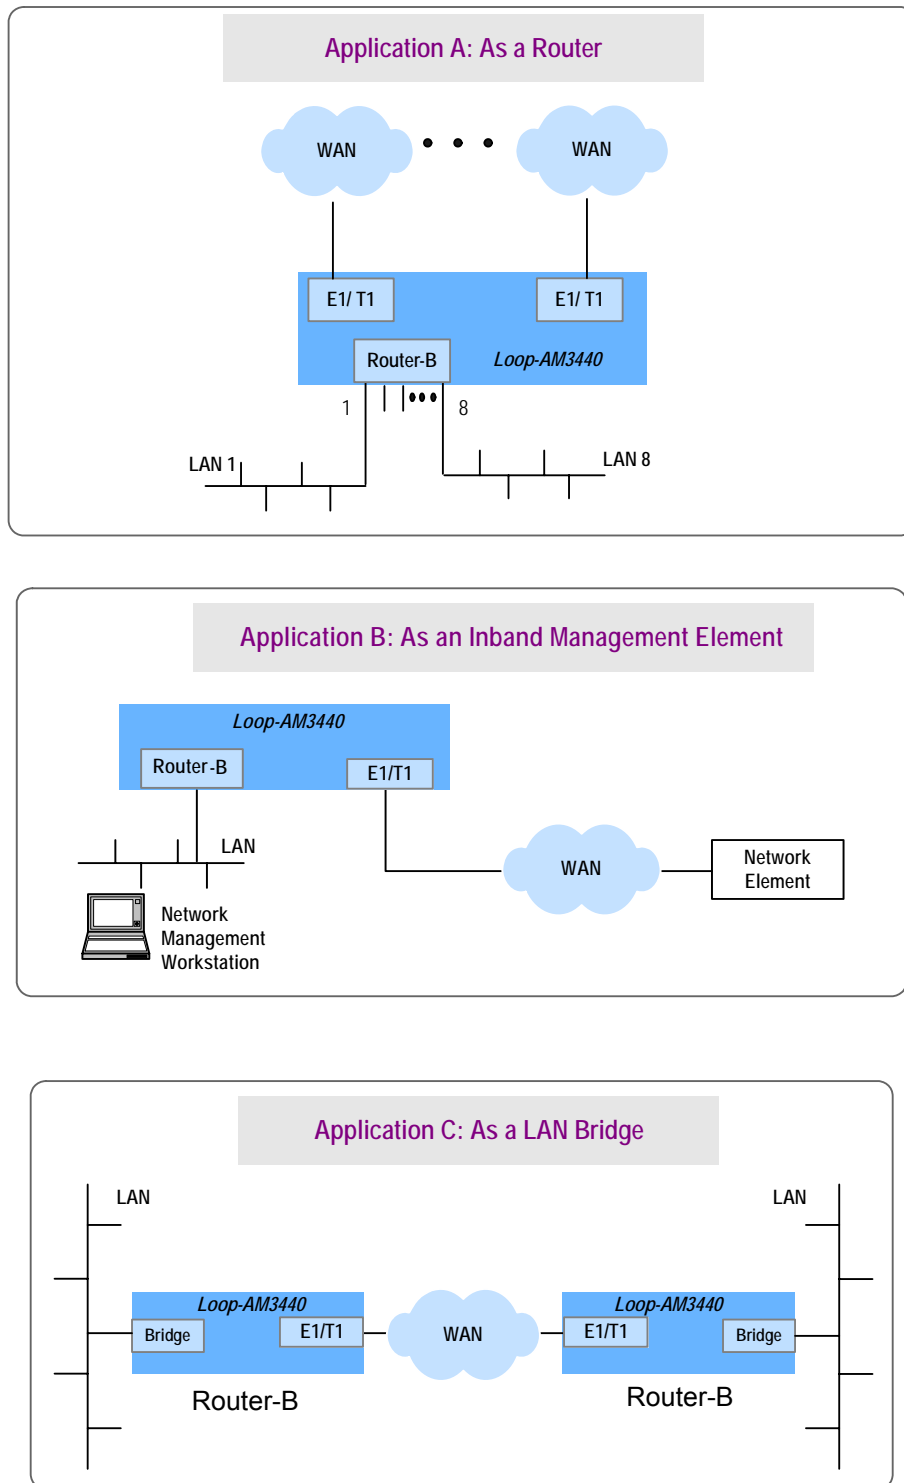 Application A: As a Router
WAN
WAN
E1/ T1
E1/ T1
Router-B
Loop-AM3440
1
8
LAN 1
LAN 8
Application B: As an Inband Management Element
Loop-AM3440
Router-B
E1/T1
LAN
WAN
Network
Element
Network
Management
Workstation
Application C: As a LAN Bridge
LAN
LAN
Loop-AM3440
Loop-AM3440
Bridge
E1/T1
WAN
E1/T1
Bridge
Router-B
Router-B